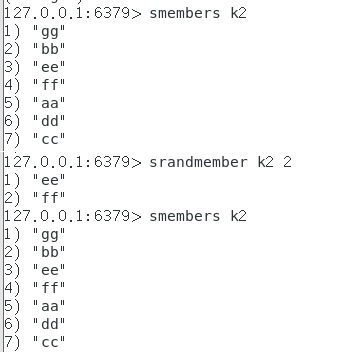 127.0.0.1:6379> smembers k2
1) "gg"
2) "bb"
3) "ee"
4) "ff"
5) "aa"
6) "dd"
7) "cc"
127.0.0.1:6379> srandmember k2 2
1) "ee"
2) "ff"
127.0.0.1:6379> smembers k2
1) "gg"
2) "bb"
3) "ee"
4) "ff"
5) "aa"
6) "dd"
7) "cc"